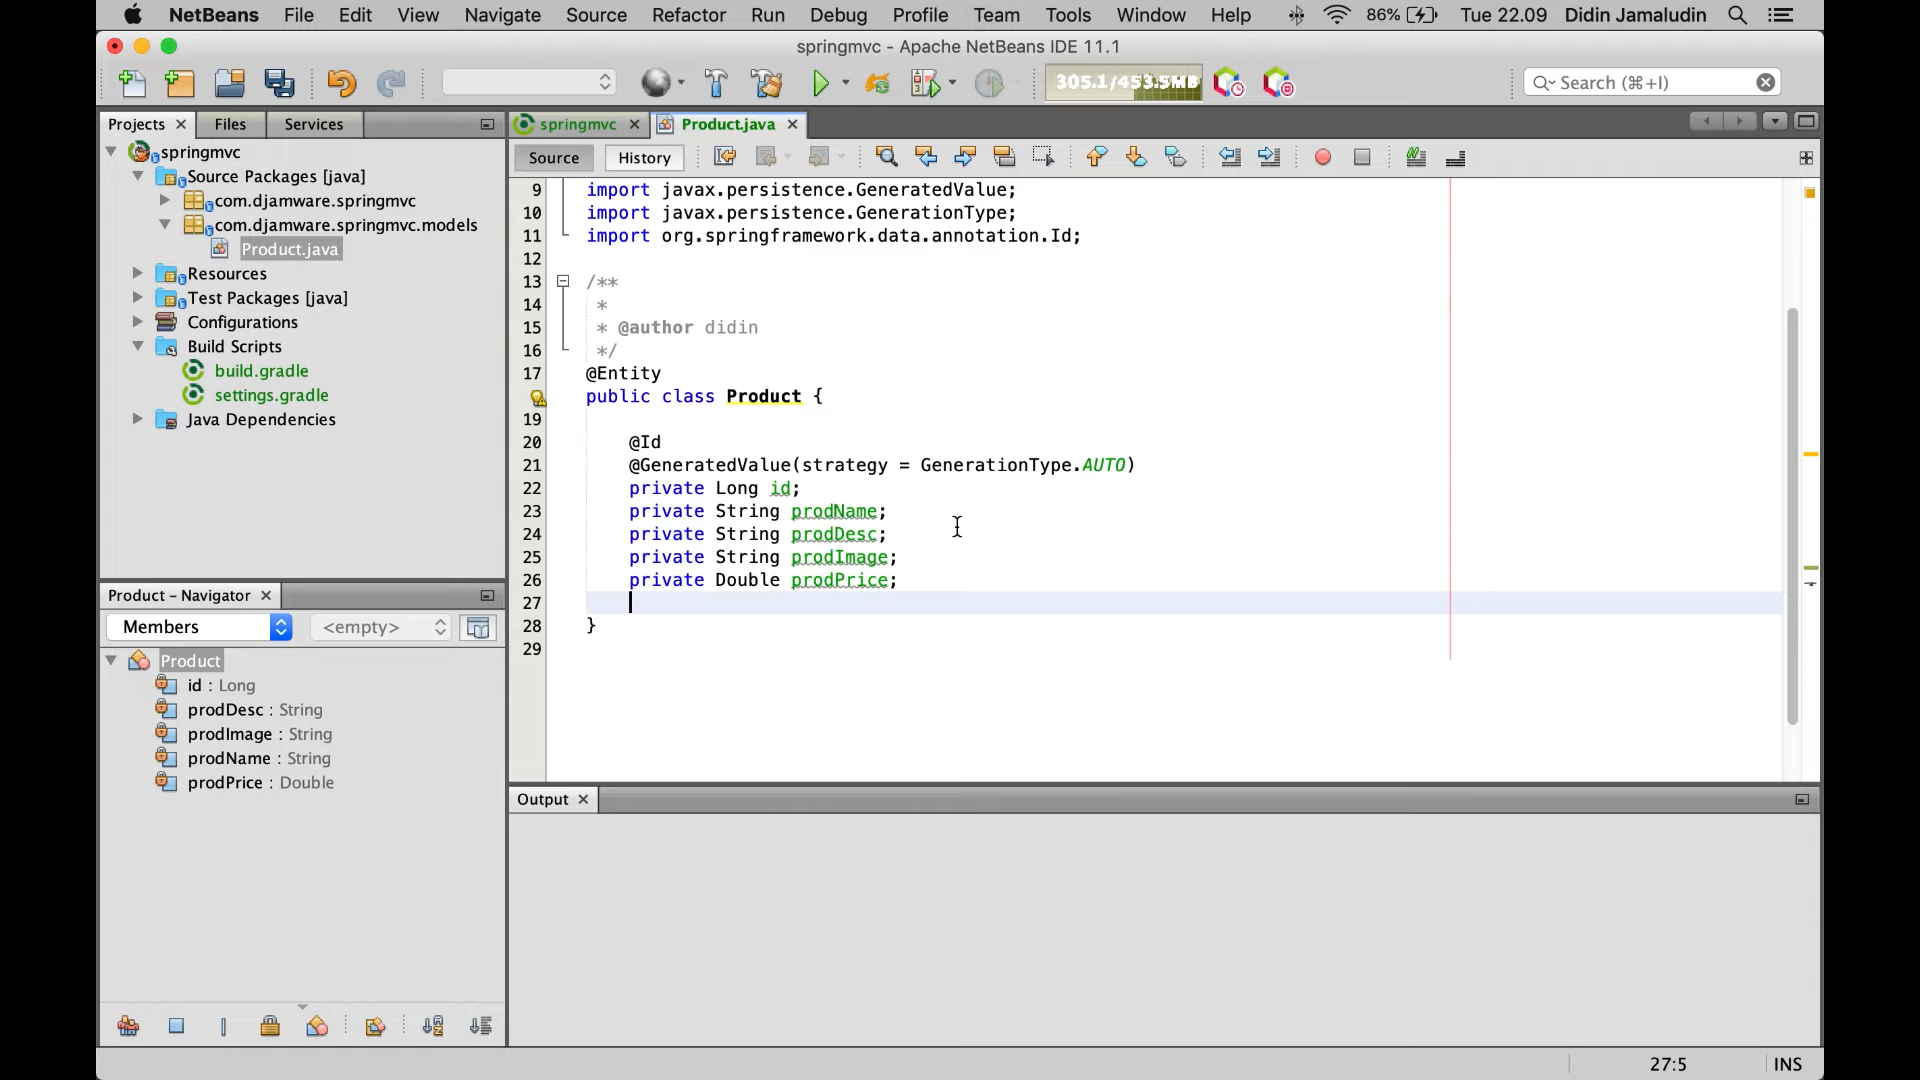 NetBeans File Edit View Navigate Source Refactor Run Debug Profile Team Tools Window Help 86% Tue 22.09 Didin Jamaludin
springmvc - Apache NetBeans IDE 11.1
305.1/453.5MB
Search (⌘+I)
Projects Files Services
springmvc
Source Packages [java]
com.djamware.springmvc
com.djamware.springmvc.models
Product.java
Resources
Test Packages [java]
Configurations
Build Scripts
build.gradle
settings.gradle
Java Dependencies
Product - Navigator
Members <empty>
Product
id : Long
prodDesc : String
prodImage : String
prodName : String
prodPrice : Double
springmvc Product.java
Source History
9 import javax.persistence.GeneratedValue;
10 import javax.persistence.GenerationType;
11 import org.springframework.data.annotation.Id;
12
13 /**
14 *
15 * @author didin
16 */
17 @Entity
public class Product {
19
20 @Id
21 @GeneratedValue(strategy = GenerationType.AUTO)
22 private Long id;
23 private String prodName;
24 private String prodDesc;
25 private String prodImage;
26 private Double prodPrice;
27
28 }
29
Output
27:5 INS